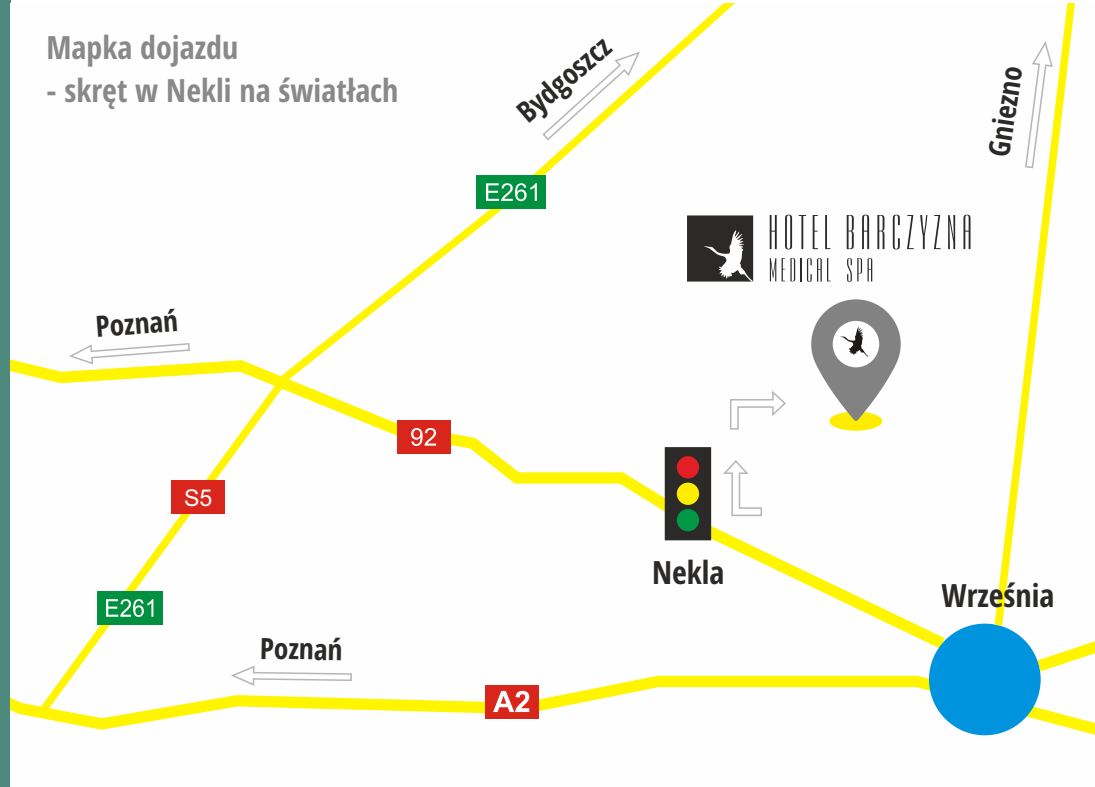 Mapka dojazdu
- skręt w Nekli na światłach
Bydgoszcz
Gniezno
E261
HOTEL BARCZYZNA
MEDICAL SPA
Poznań
92
S5
Nekla
E261
Września
Poznań
A2